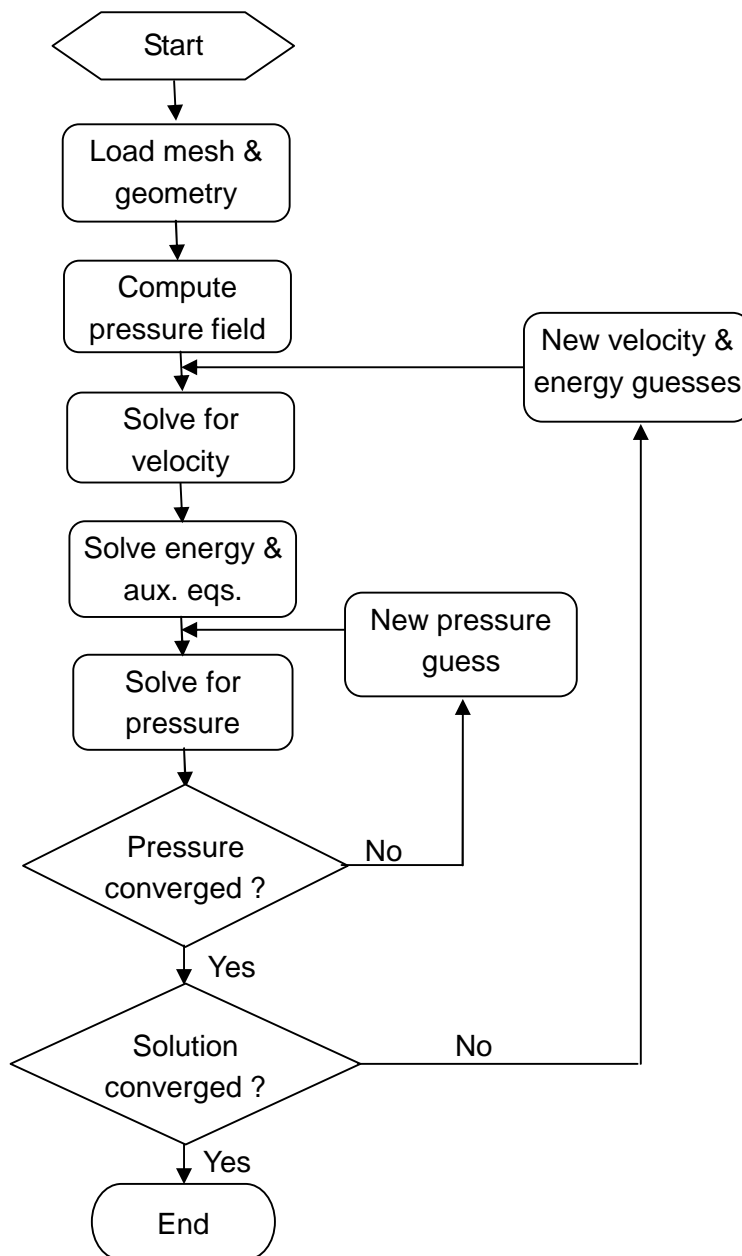 Start
Load mesh &
geometry
Compute
pressure field
New velocity &
energy guesses
Solve for
velocity
Solve energy &
aux. eqs.
New pressure
guess
Solve for
pressure
Pressure
converged ?
No
Yes
Solution
converged ?
No
Yes
End